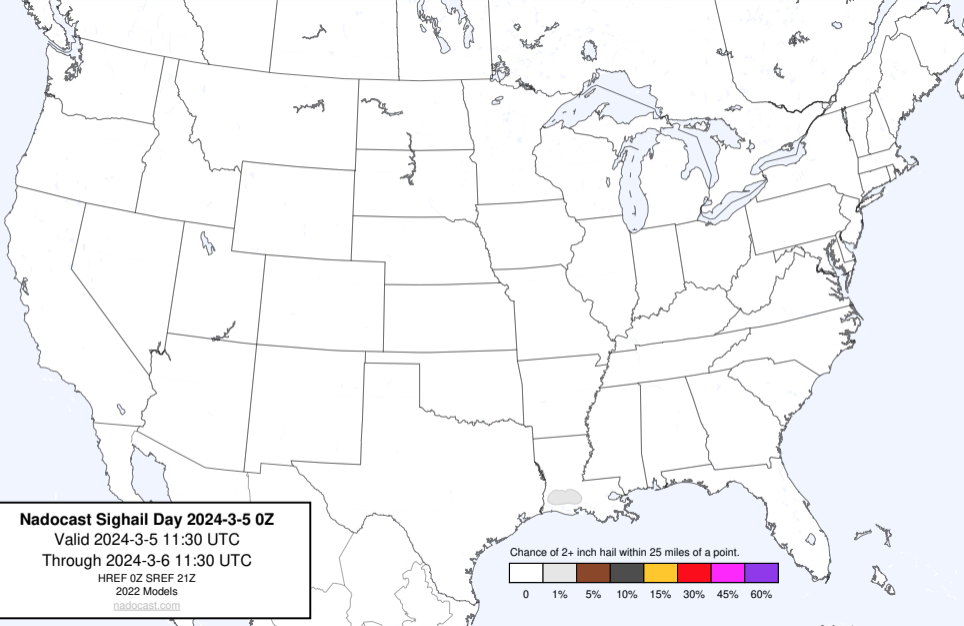 Nadocast Sighail Day 2024-3-5 0Z
Valid 2024-3-5 11:30 UTC
Through 2024-3-6 11:30 UTC
HREF 0Z SREF 21Z
2022 Models
nadocast.com
Chance of 2+ inch hail within 25 miles of a point.
0 1% 5% 10% 15% 30% 45% 60%